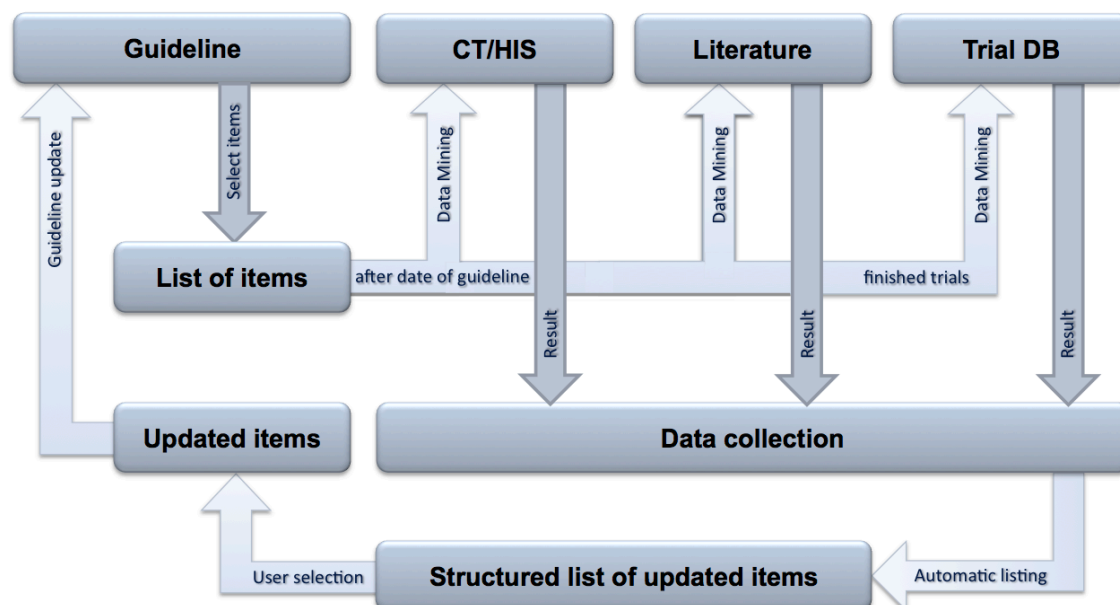 Guideline
CT/HIS
Literature
Trial DB
Guideline update
Select items
Data Mining
Data Mining
Data Mining
List of items
after date of guideline
finished trials
Result
Result
Result
Updated items
Data collection
User selection
Structured list of updated items
Automatic listing